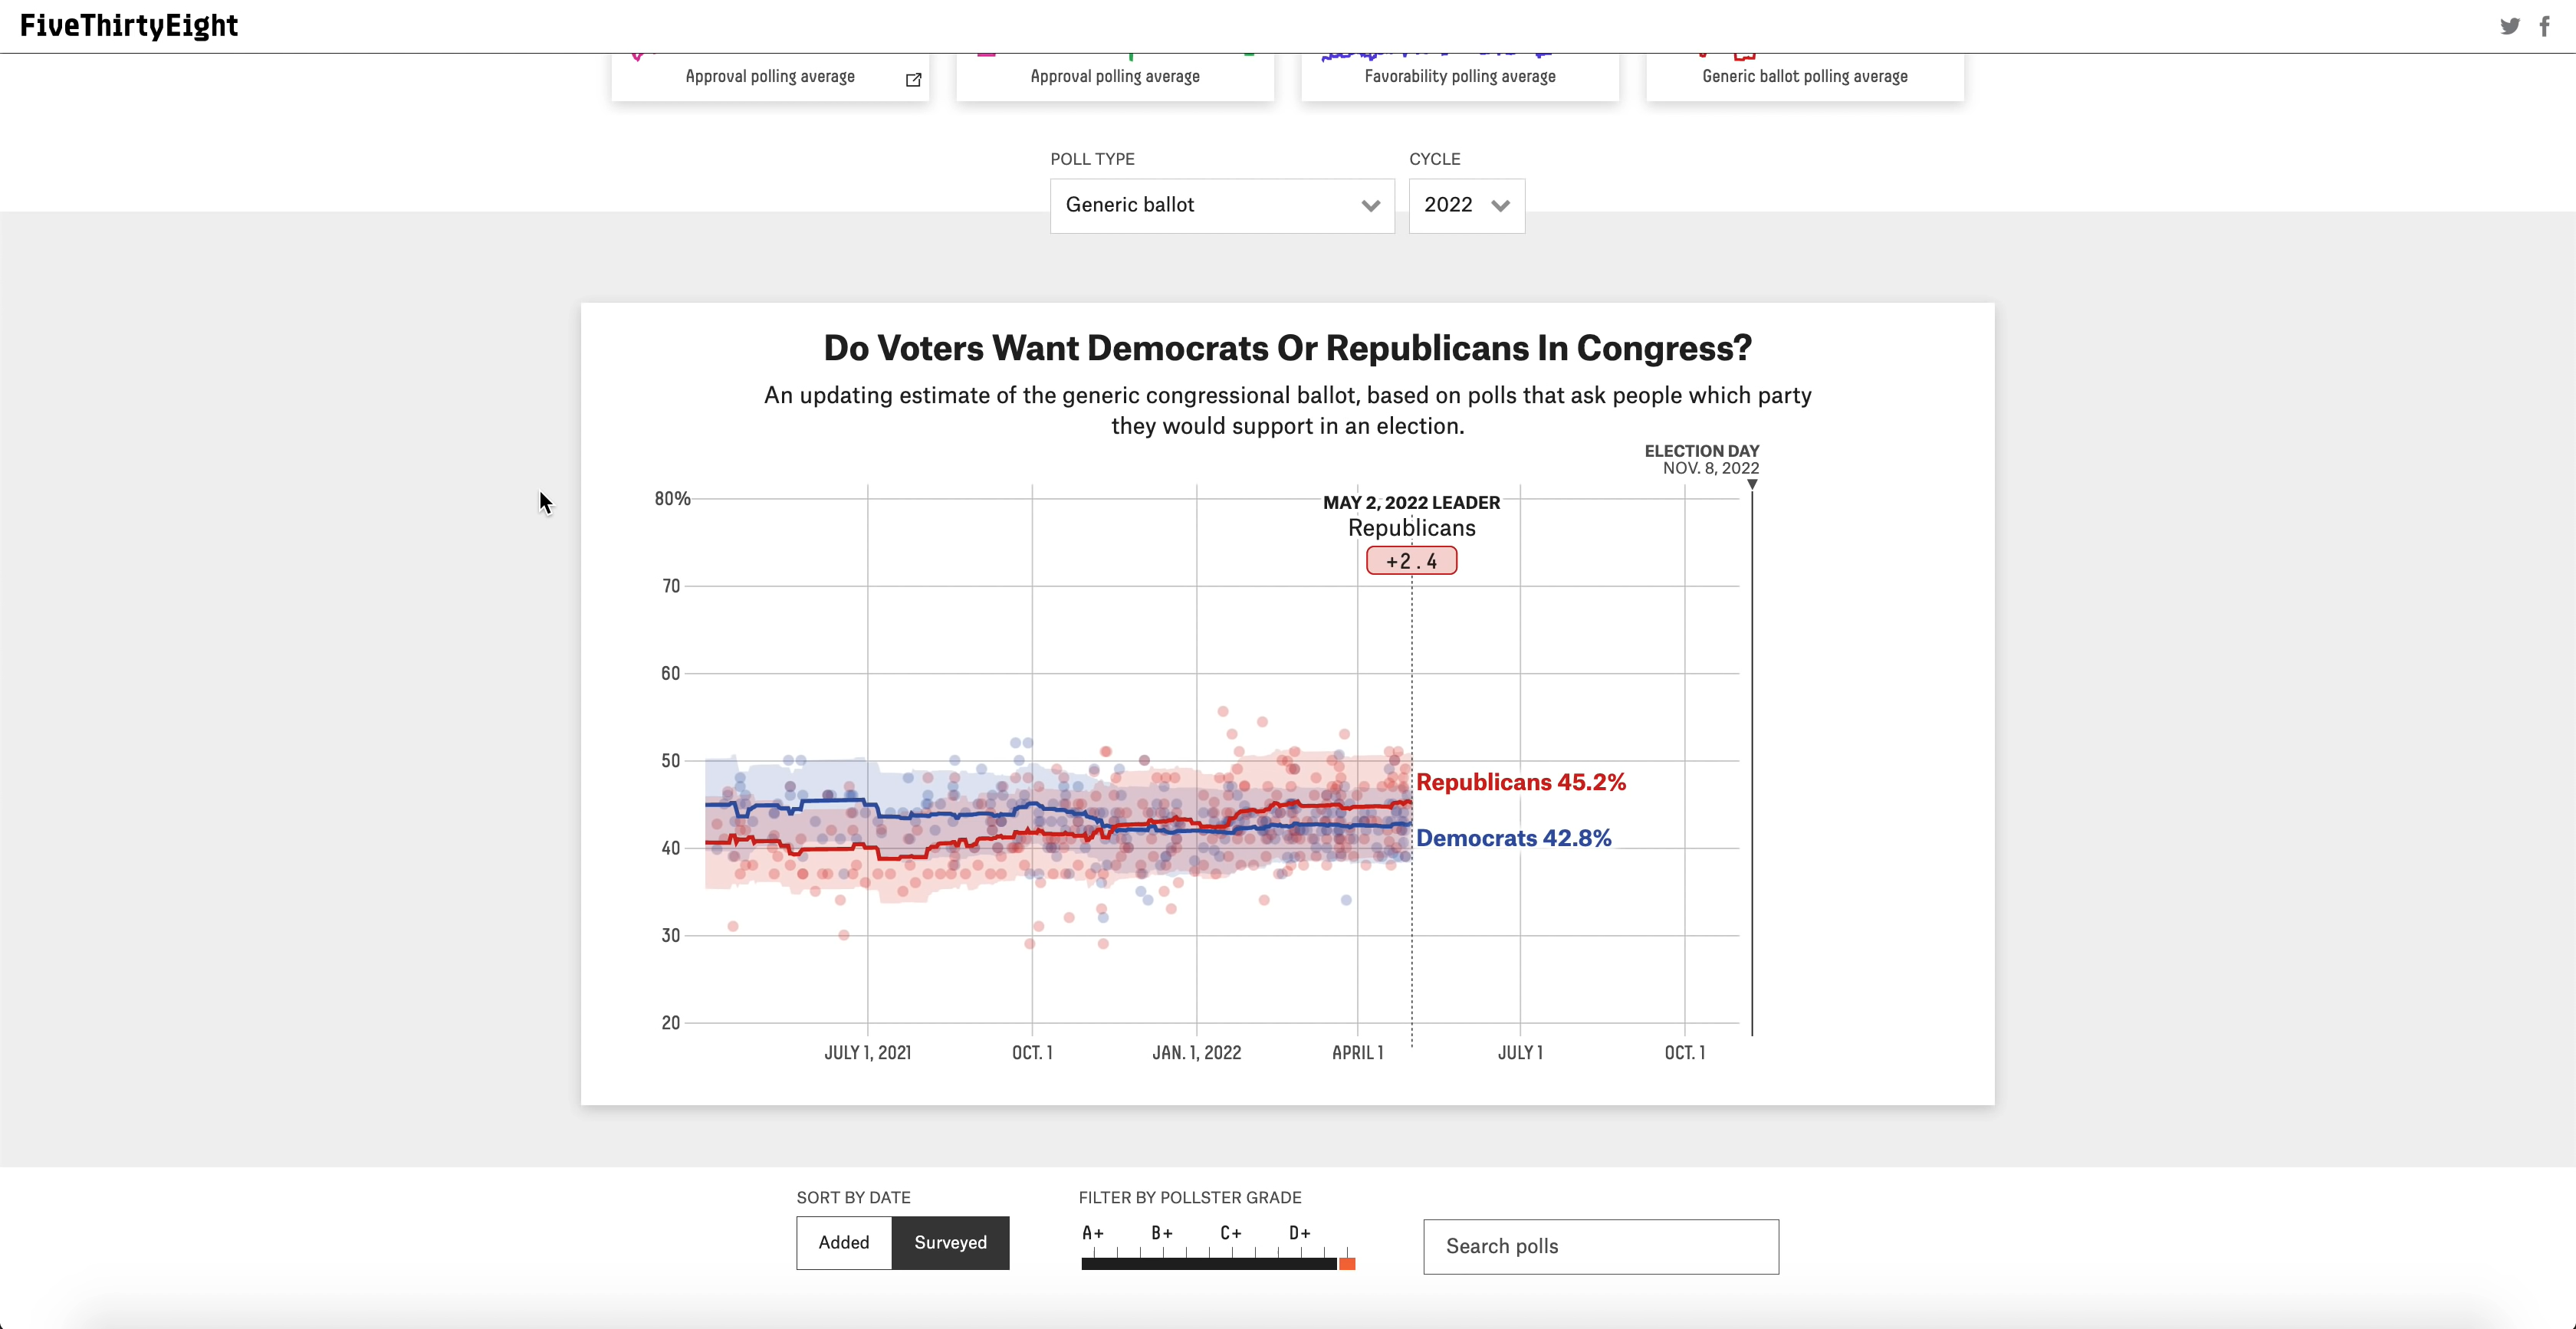 FiveThirtyEight
Approval polling average
Approval polling average
Favorability polling average
Generic ballot polling average
POLL TYPE
CYCLE
Generic ballot
2022
Do Voters Want Democrats Or Republicans In Congress?
An updating estimate of the generic congressional ballot, based on polls that ask people which party
they would support in an election.
ELECTION DAY
NOV. 8, 2022
80%
MAY 2, 2022 LEADER
Republicans
+2.4
70
60
50
Republicans 45.2%
Democrats 42.8%
40
30
20
JULY 1, 2021
OCT. 1
JAN. 1, 2022
APRIL 1
JULY 1
OCT. 1
SORT BY DATE
FILTER BY POLLSTER GRADE
Added
Surveyed
A+
B+
C+
D+
Search polls